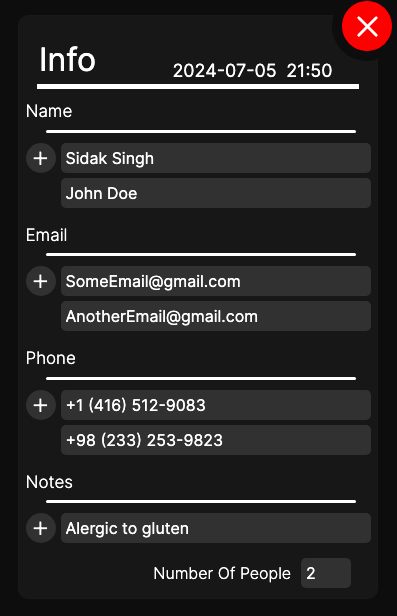 Info
2024-07-05 21:50
Name
Sidak Singh
John Doe
Email
SomeEmail@gmail.com
AnotherEmail@gmail.com
Phone
+1 (416) 512-9083
+98 (233) 253-9823
Notes
Alergic to gluten
Number Of People 2